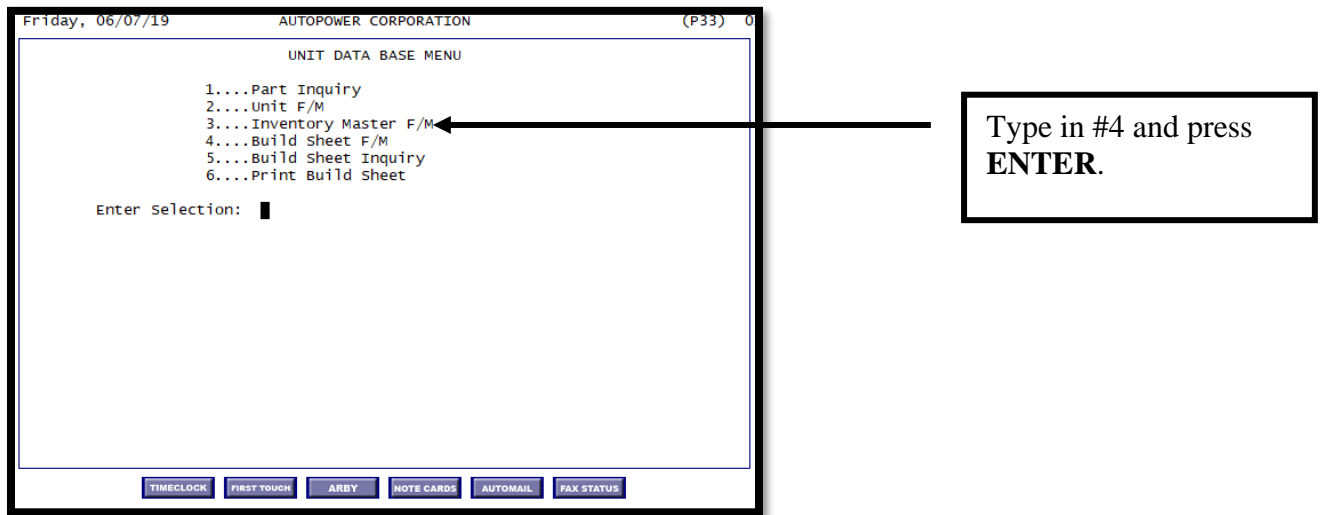 Friday, 06/07/19 AUTOPOWER CORPORATION (P33) 0
UNIT DATA BASE MENU
1....Part Inquiry
2....Unit F/M
3....Inventory Master F/M
4....Build Sheet F/M
5....Build Sheet Inquiry
6....Print Build Sheet
Enter Selection:
Type in #4 and press
ENTER.
TIMECLOCK FIRST TOUCH ARBY NOTE CARDS AUTOMAIL FAX STATUS